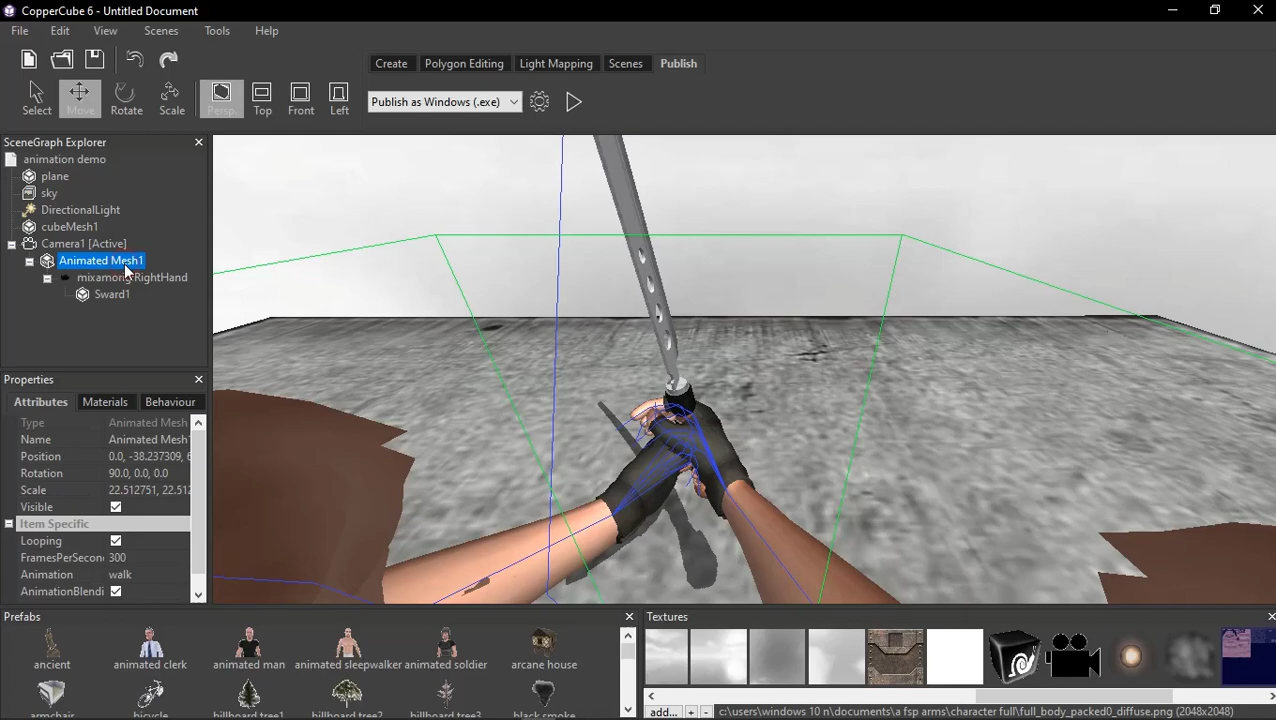 CopperCube 6 - Untitled Document
File Edit View Scenes Tools Help
Create Polygon Editing Light Mapping Scenes Publish
Select Move Rotate Scale Persp. Top Front Left
Publish as Windows (.exe)
SceneGraph Explorer
animation demo
plane
sky
DirectionalLight
cubeMesh1
Camera1 [Active]
Animated Mesh1
RightHand
Sward1
Properties
Attributes Materials Behaviour
Type Animated Mesh
Name Animated Mesh
Position 0.0, -38.237309, 6
Rotation 90.0, 0.0, 0.0
Scale 22.512751, 22.512
Visible
Item Specific
Looping
FramesPerSecon 300
Animation walk
AnimationBlendi
Prefabs
ancient animated clerk animated man animated sleepwalker animated soldier arcane house
armchair bicycle billboard tree1 billboard tree2 billboard tree3 black smoke
Textures
add... + - c:\users\windows 10 n\documents\a fsp arms\character full\full_body_packed0_diffuse.png (2048x2048)